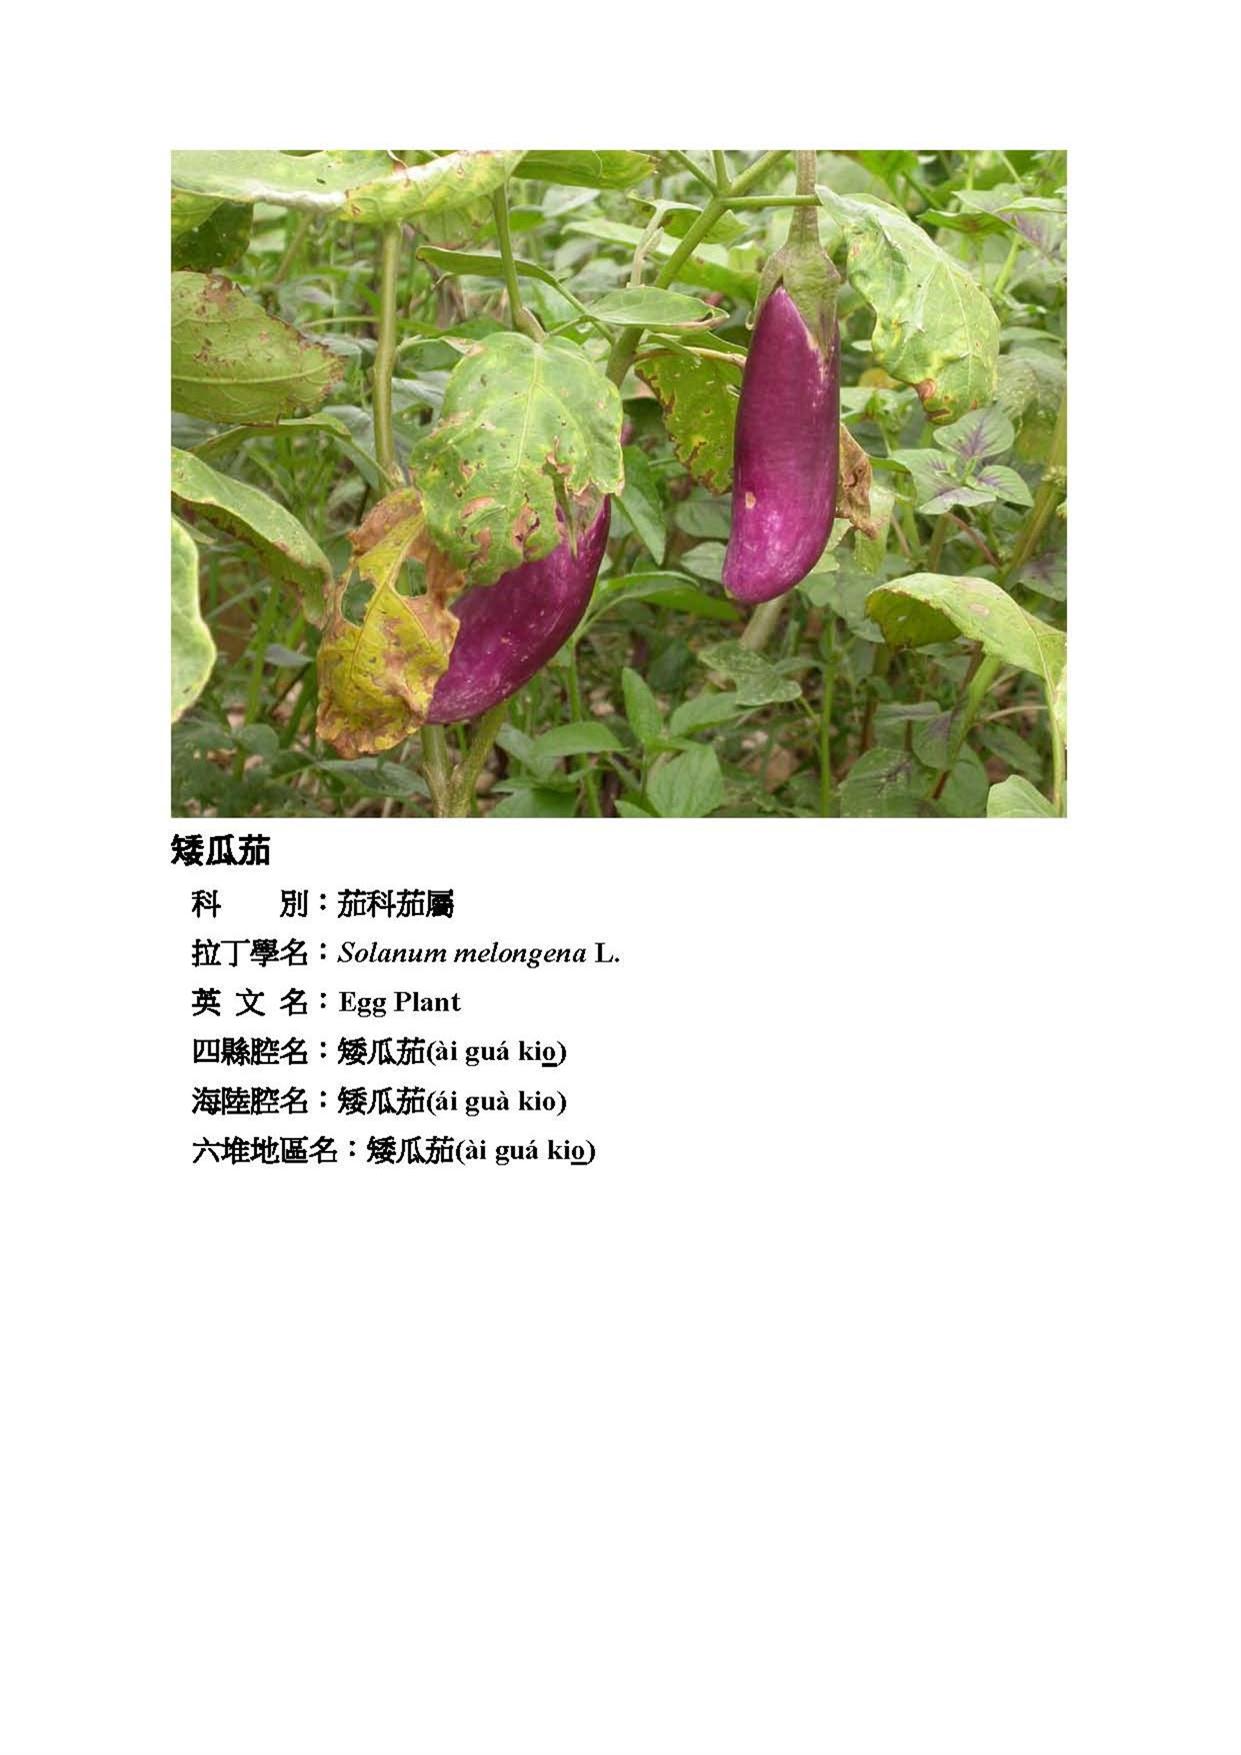 矮瓜茄
科　　別：茄科茄屬
拉丁學名：Solanum melongena L.
英 文 名：Egg Plant
四縣腔名：矮瓜茄(ài guá kio̲)
海陸腔名：矮瓜茄(ái guà kio)
六堆地區名：矮瓜茄(ài guá kio̲)